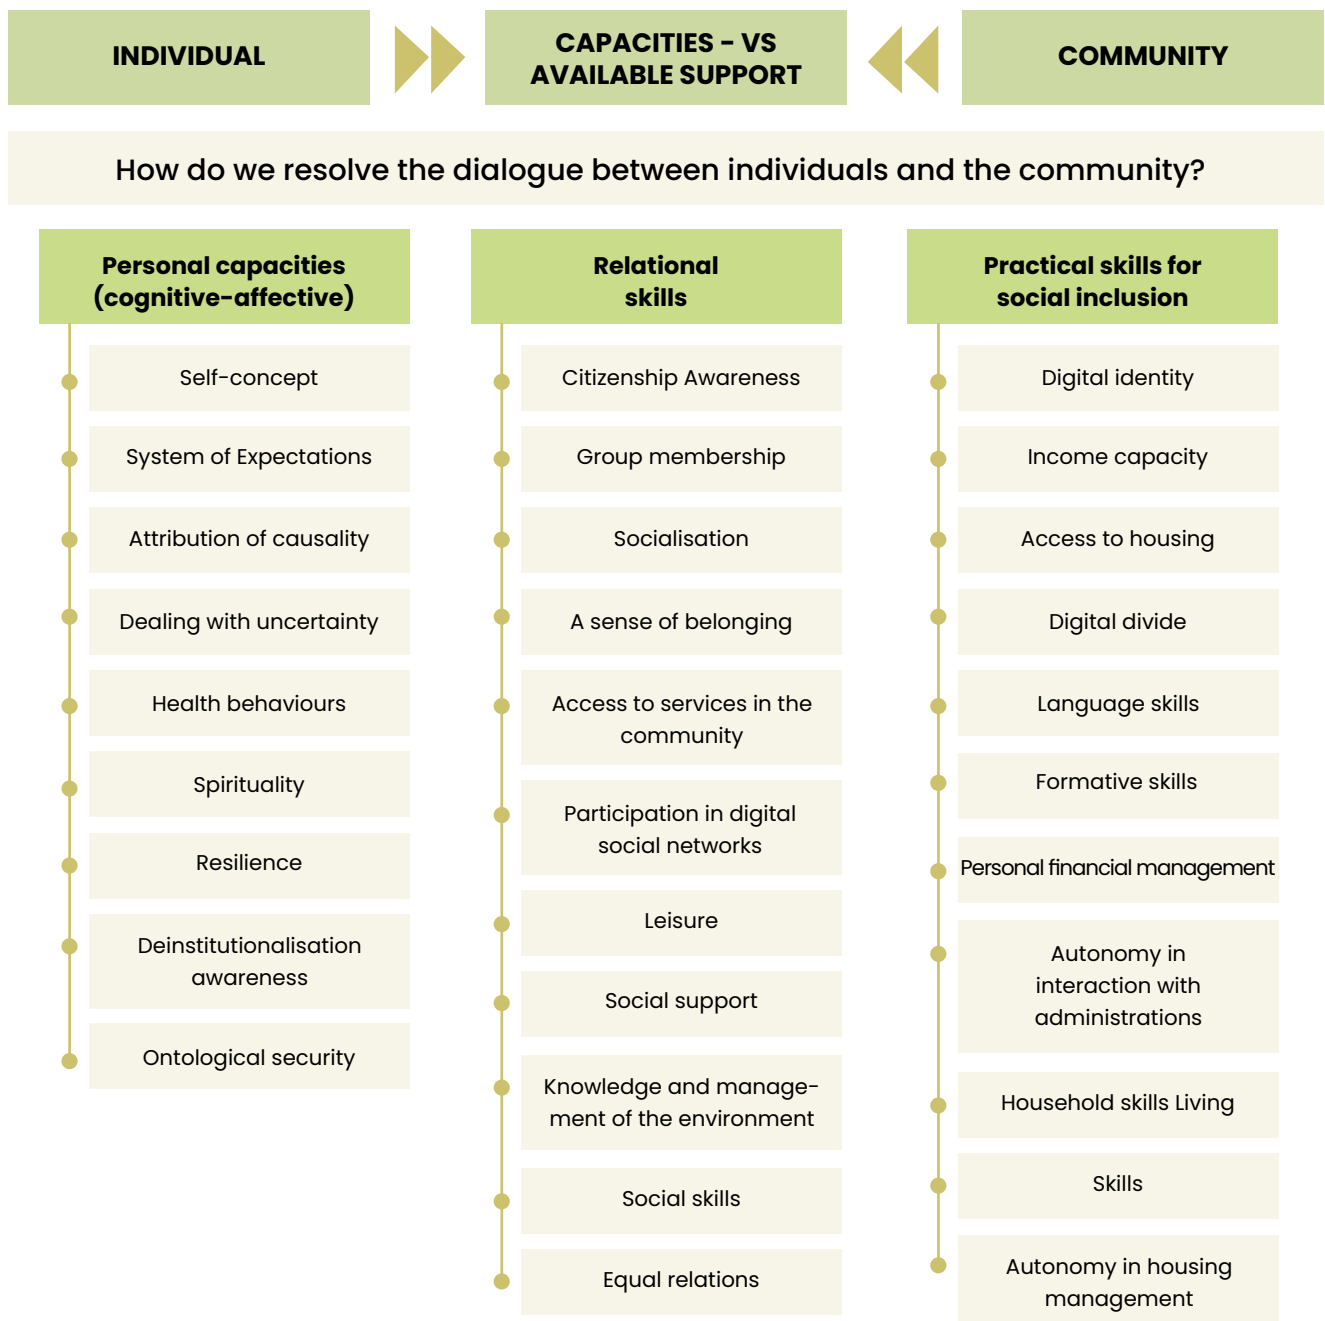 INDIVIDUAL
CAPACITIES - VS
AVAILABLE SUPPORT
COMMUNITY
How do we resolve the dialogue between individuals and the community?
Personal capacities
(cognitive-affective)
Self-concept
System of Expectations
Attribution of causality
Dealing with uncertainty
Health behaviours
Spirituality
Resilience
Deinstitutionalisation
awareness
Ontological security
Relational
skills
Citizenship Awareness
Group membership
Socialisation
A sense of belonging
Access to services in the
community
Participation in digital
social networks
Leisure
Social support
Knowledge and manage-
ment of the environment
Social skills
Equal relations
Practical skills for
social inclusion
Digital identity
Income capacity
Access to housing
Digital divide
Language skills
Formative skills
Personal financial management
Autonomy in
interaction with
administrations
Household skills Living
Skills
Autonomy in housing
management